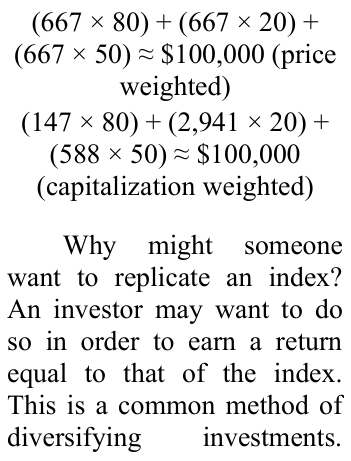 (667 × 80) + (667 × 20) +
(667 × 50) ≈ $100,000 (price
weighted)
(147 × 80) + (2,941 × 20) +
(588 × 50) ≈ $100,000
(capitalization weighted)
Why might someone
want to replicate an index?
An investor may want to do
so in order to earn a return
equal to that of the index.
This is a common method of
diversifying investments.